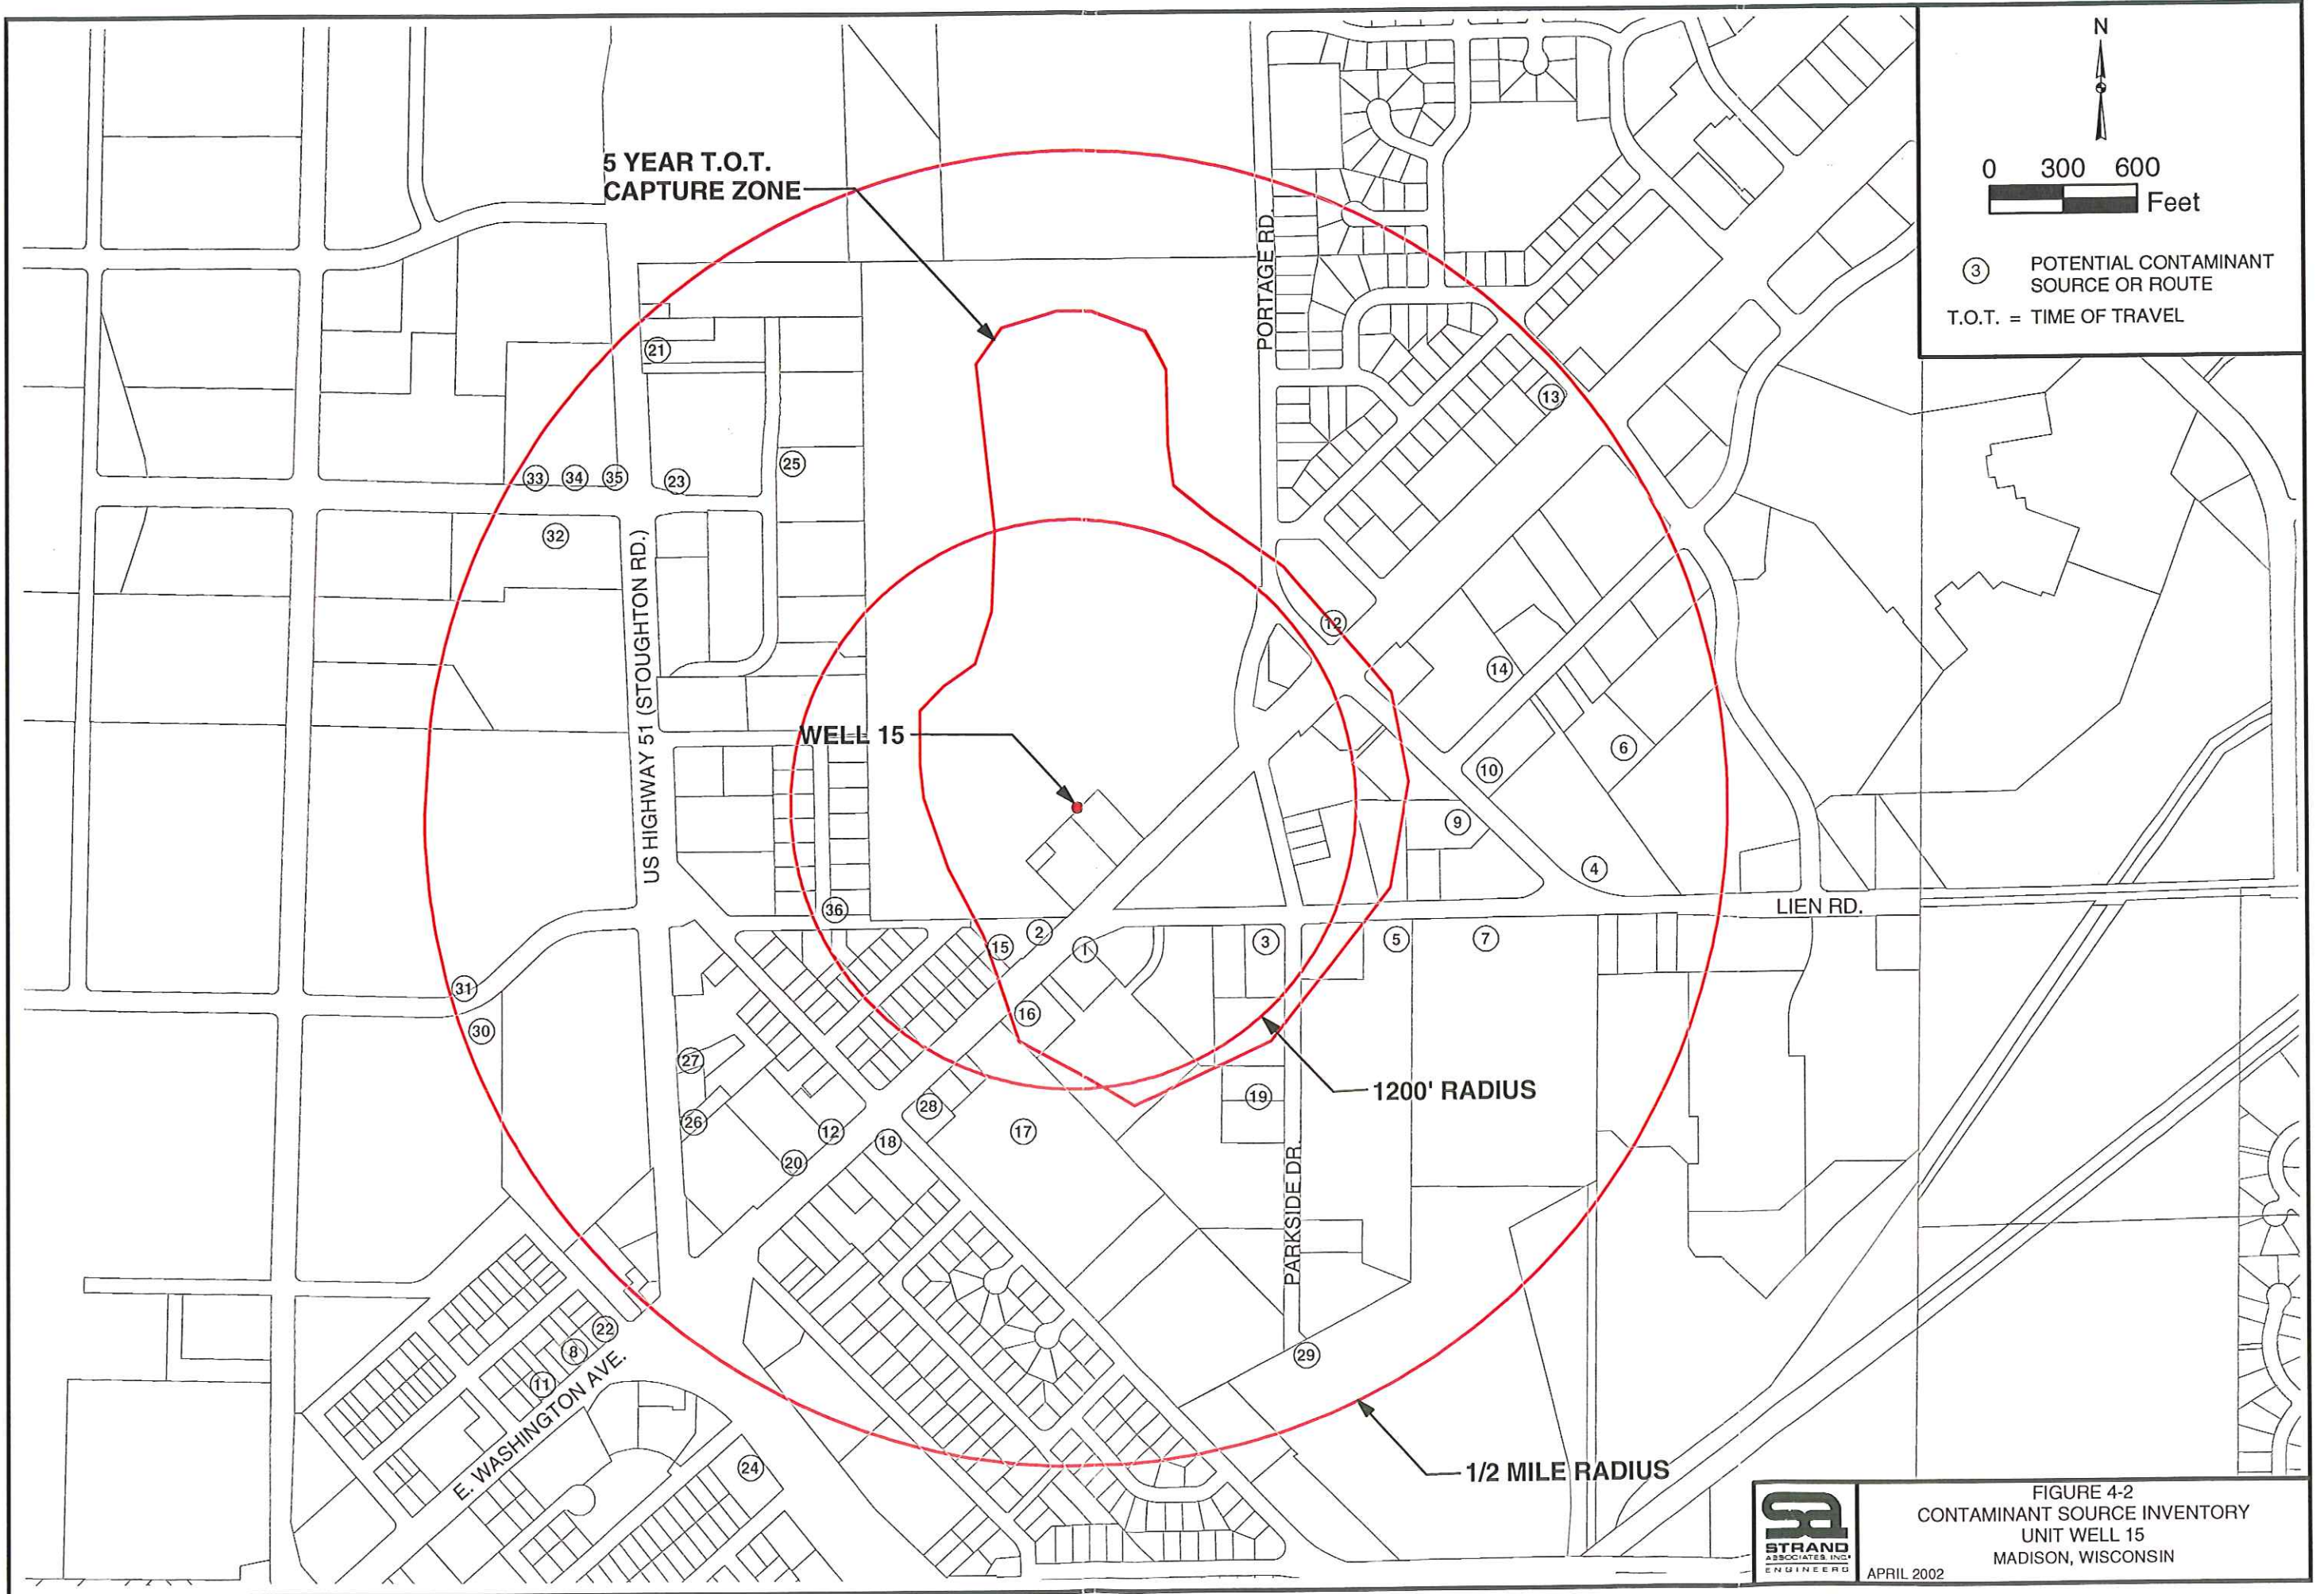 N
0 300 600
Feet
3 POTENTIAL CONTAMINANT
SOURCE OR ROUTE
T.O.T. = TIME OF TRAVEL
5 YEAR T.O.T.
CAPTURE ZONE
PORTAGE RD.
21
13
33 34 35
23
25
32
US HIGHWAY 51 (STOUGHTON RD.)
12
14
WELL 15
6
10
9
4
LIEN RD.
36
2
15
1
3
5
7
31
16
30
27
1200' RADIUS
19
28
26
12
17
18
20
PARKSIDE DR.
22
8
29
11
E. WASHINGTON AVE.
24
1/2 MILE RADIUS
sa
STRAND
ASSOCIATES, INC.
ENGINEERS
FIGURE 4-2
CONTAMINANT SOURCE INVENTORY
UNIT WELL 15
MADISON, WISCONSIN
APRIL 2002